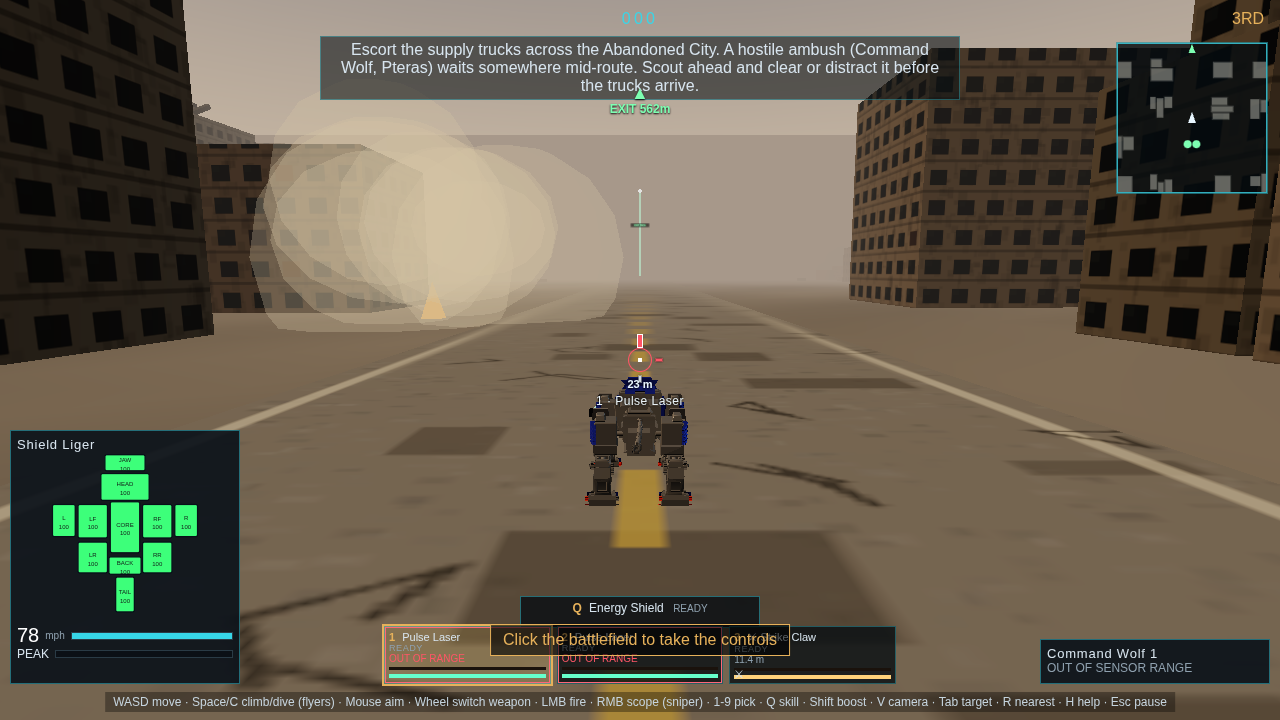 000
3RD
Escort the supply trucks across the Abandoned City. A hostile ambush (Command
Wolf, Pteras) waits somewhere mid-route. Scout ahead and clear or distract it before
the trucks arrive.
EXIT 562m
23 m
1 · Pulse Laser
Shield Liger
JAW
100
HEAD
100
L
100
LF
100
CORE
100
RF
100
R
100
LR
100
BACK
100
RR
100
TAIL
100
78 mph
PEAK
Q Energy Shield READY
Click the battlefield to take the controls
1 Pulse Laser
READY
OUT OF RANGE
READY
OUT OF RANGE
Claw
READY
11.4 m
Command Wolf 1
OUT OF SENSOR RANGE
WASD move · Space/C climb/dive (flyers) · Mouse aim · Wheel switch weapon · LMB fire · RMB scope (sniper) · 1-9 pick · Q skill · Shift boost · V camera · Tab target · R nearest · H help · Esc pause